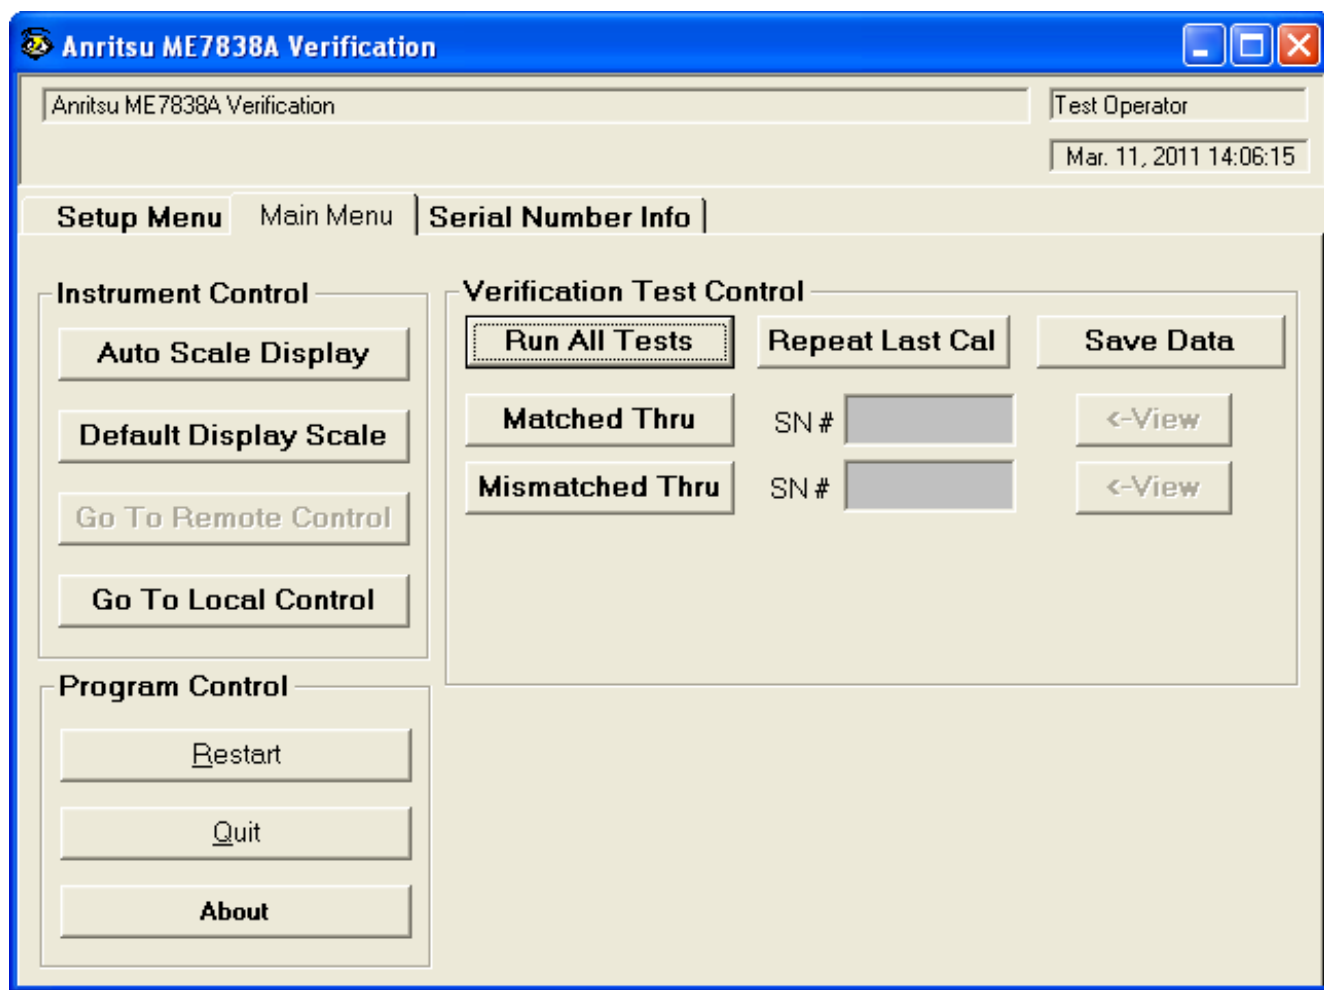 Anritsu ME7838A Verification
Anritsu ME7838A Verification
Test Operator
Mar. 11, 2011 14:06:15
Setup Menu
Main Menu
Serial Number Info
Instrument Control
Auto Scale Display
Default Display Scale
Go To Remote Control
Go To Local Control
Verification Test Control
Run All Tests
Repeat Last Cal
Save Data
Matched Thru
SN #
<-View
Mismatched Thru
SN #
<-View
Program Control
Restart
Quit
About